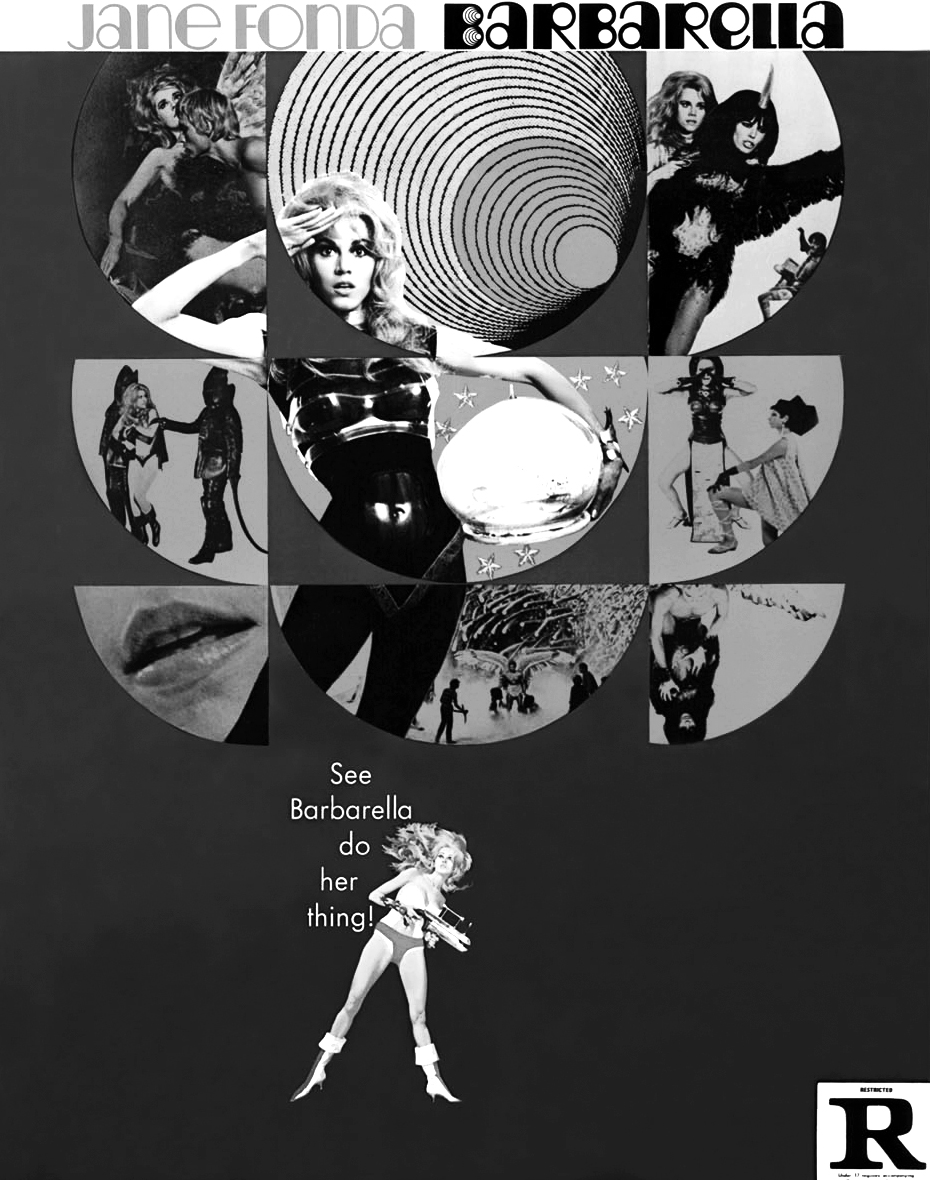 Jane Fonda Barbarella
See
Barbarella
do
her
thing!
RESTRICTED
R